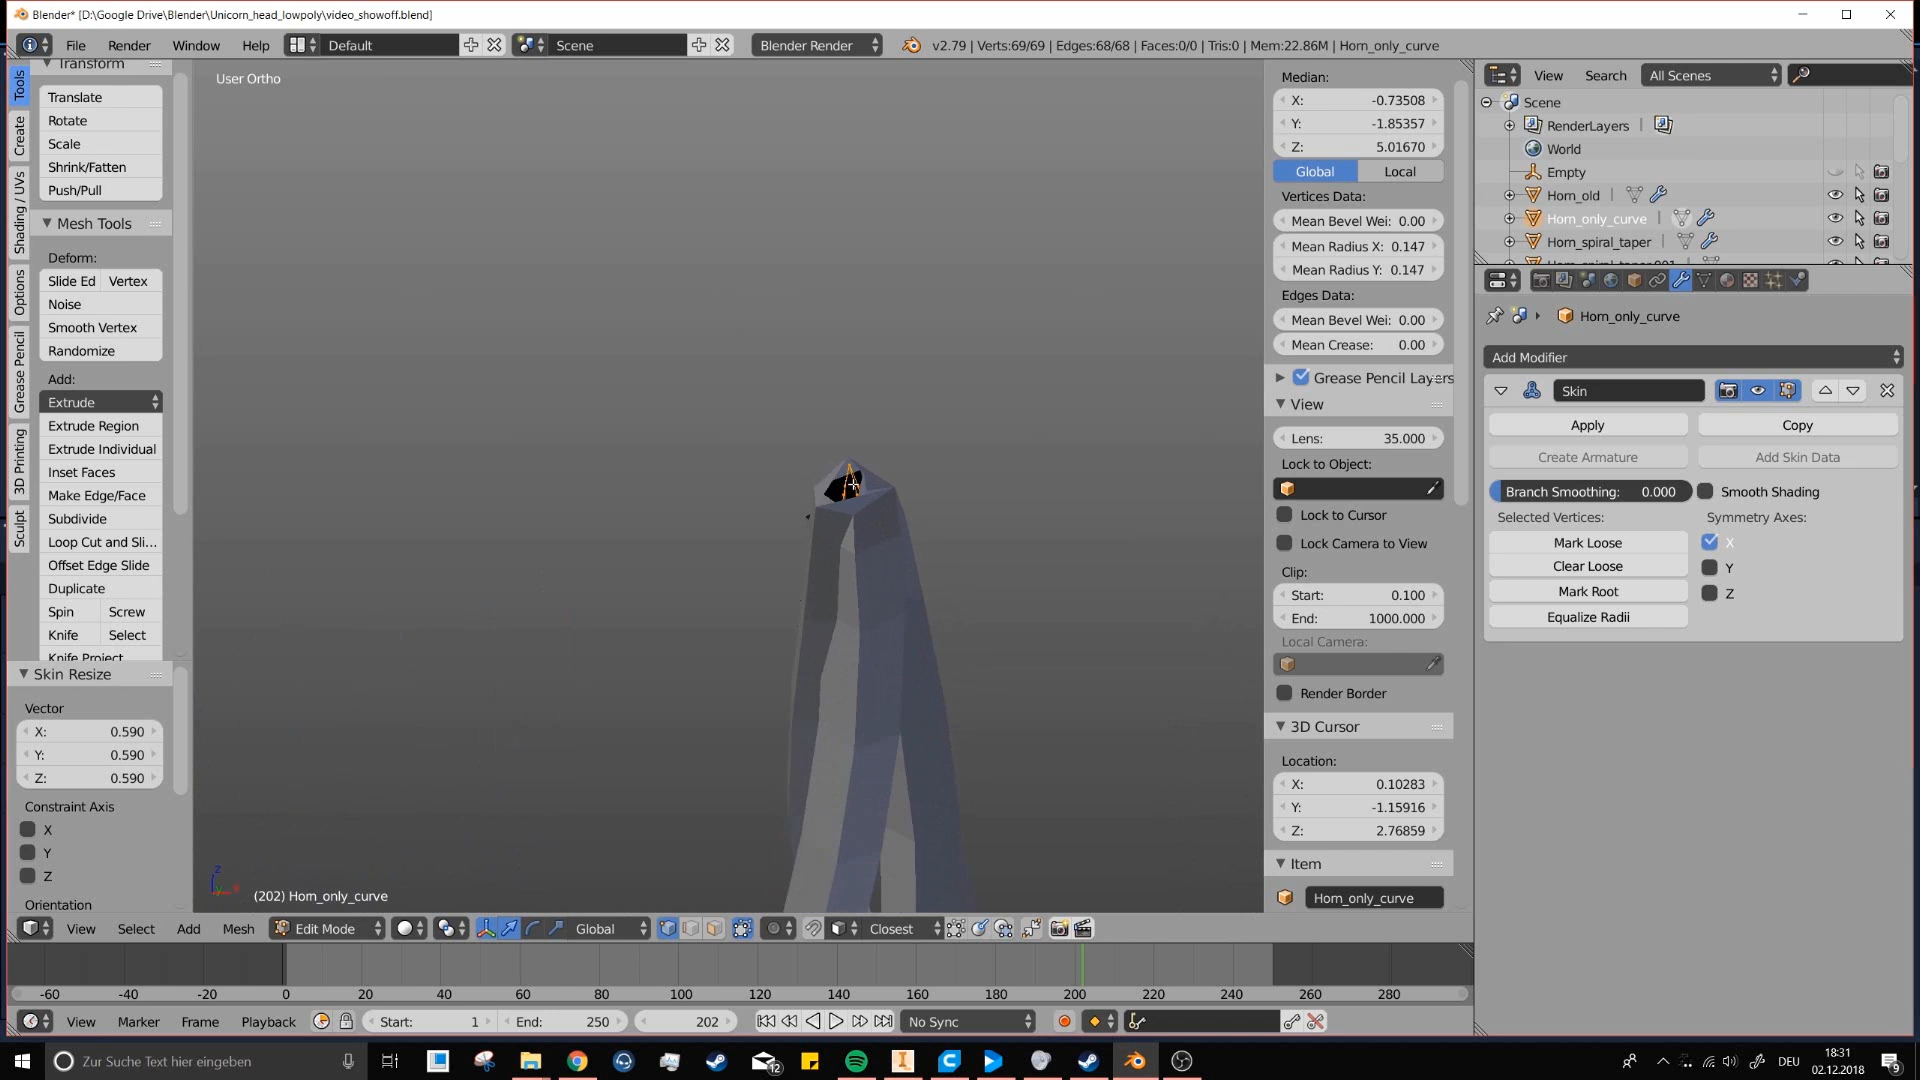 Blender* [D:\Google Drive\Blender\Unicorn_head_lowpoly\video_showoff.blend]
File Render Window Help Default Scene Blender Render v2.79 | Verts:69/69 | Edges:68/68 | Faces:0/0 | Tris:0 | Mem:22.86M | Horn_only_curve
Tools
Create
Shading / UVs
Options
Grease Pencil
3D Printing
Sculpt
Transform
Translate
Rotate
Scale
Shrink/Fatten
Push/Pull
Mesh Tools
Deform:
Slide Ed Vertex
Noise
Smooth Vertex
Randomize
Add:
Extrude
Extrude Region
Extrude Individual
Inset Faces
Make Edge/Face
Subdivide
Loop Cut and Sli...
Offset Edge Slide
Duplicate
Spin Screw
Knife Select
Knife Project
Skin Resize
Vector
X: 0.590
Y: 0.590
Z: 0.590
Constraint Axis
X
Y
Z
Orientation
User Ortho
(202) Horn_only_curve
Median:
X: -0.73508
Y: -1.85357
Z: 5.01670
Global Local
Vertices Data:
Mean Bevel Wei: 0.00
Mean Radius X: 0.147
Mean Radius Y: 0.147
Edges Data:
Mean Bevel Wei: 0.00
Mean Crease: 0.00
Grease Pencil Layers
View
Lens: 35.000
Lock to Object:
Lock to Cursor
Lock Camera to View
Clip:
Start: 0.100
End: 1000.000
Local Camera:
Render Border
3D Cursor
Location:
X: 0.10283
Y: -1.15916
Z: 2.76859
Item
Horn_only_curve
View Search All Scenes
Scene
RenderLayers |
World
Empty
Horn_old |
Horn_only_curve |
Horn_spiral_taper |
Horn_only_curve
Add Modifier
Skin
Apply Copy
Create Armature Add Skin Data
Branch Smoothing: 0.000 Smooth Shading
Selected Vertices: Symmetry Axes:
Mark Loose X
Clear Loose Y
Mark Root Z
Equalize Radii
View Select Add Mesh Edit Mode Global Closest
-60 -40 -20 0 20 40 60 80 100 120 140 160 180 200 220 240 260 280
View Marker Frame Playback Start: 1 End: 250 202 No Sync
Zur Suche Text hier eingeben
12
DEU
18:31
02.12.2018
9